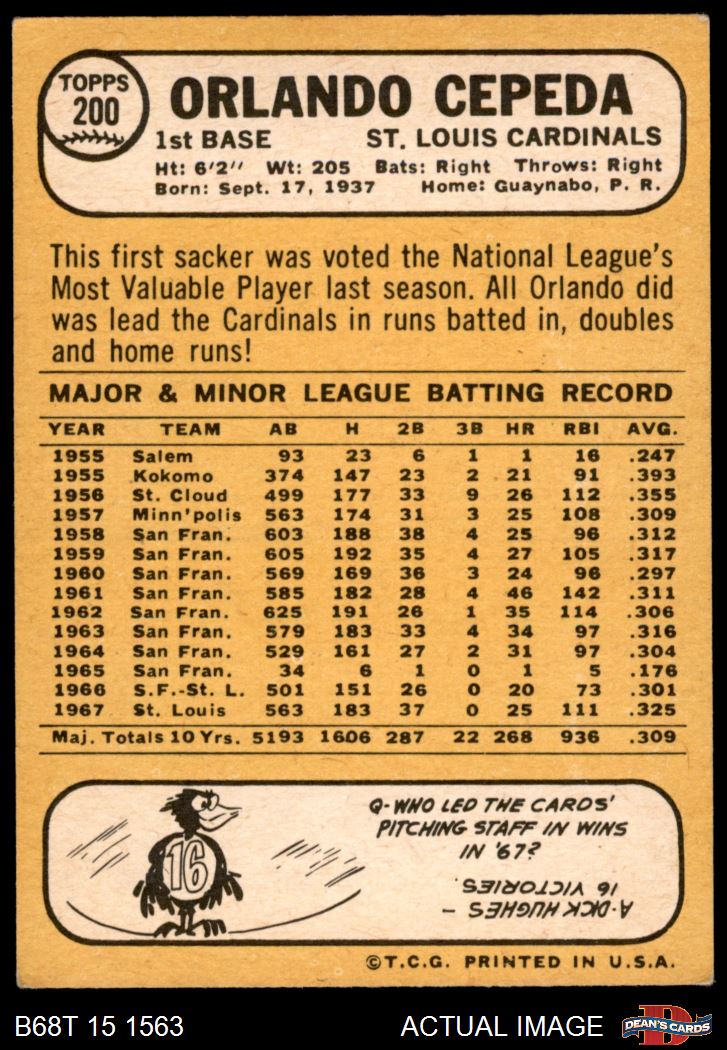 TOPPS
200
ORLANDO CEPEDA
1st BASE ST. LOUIS CARDINALS
Ht: 6'2" Wt: 205 Bats: Right Throws: Right
Born: Sept. 17, 1937 Home: Guaynabo, P. R.
This first sacker was voted the National League's
Most Valuable Player last season. All Orlando did
was lead the Cardinals in runs batted in, doubles
and home runs!
MAJOR & MINOR LEAGUE BATTING RECORD
YEAR TEAM AB H 2B 3B HR RBI AVG.
1955 Salem 93 23 6 1 1 16 .247
1955 Kokomo 374 147 23 2 21 91 .393
1956 St. Cloud 499 177 33 9 26 112 .355
1957 Minn'polis 563 174 31 3 25 108 .309
1958 San Fran. 603 188 38 4 25 96 .312
1959 San Fran. 605 192 35 4 27 105 .317
1960 San Fran. 569 169 36 3 24 96 .297
1961 San Fran. 585 182 28 4 46 142 .311
1962 San Fran. 625 191 26 1 35 114 .306
1963 San Fran. 579 183 33 4 34 97 .316
1964 San Fran. 529 161 27 2 31 97 .304
1965 San Fran. 34 6 1 0 1 5 .176
1966 S.F.-St. L. 501 151 26 0 20 73 .301
1967 St. Louis 563 183 37 0 25 111 .325
Maj. Totals 10 Yrs. 5193 1606 287 22 268 936 .309
16
Q-WHO LED THE CARDS'
PITCHING STAFF IN WINS
IN '67?
A-DICK HUGHES –
16 VICTORIES
©T.C.G. PRINTED IN U.S.A.
B68T 15 1563 ACTUAL IMAGE
D
DEAN'S CARDS